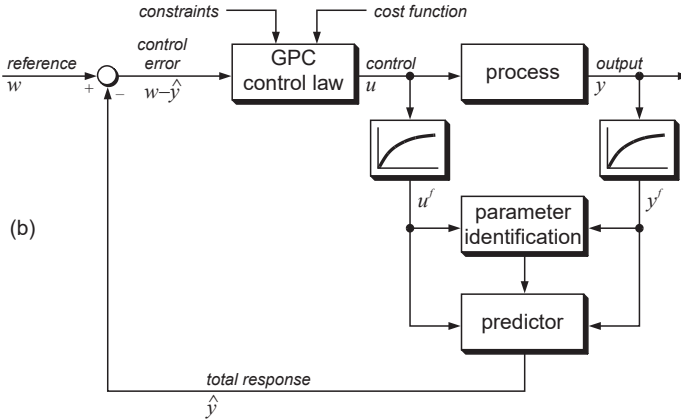 constraints
cost function
reference
w
+
−
control
error
w−ŷ
GPC
control law
control
u
process
output
y
u^f
y^f
(b)
parameter
identification
predictor
total response
ŷ